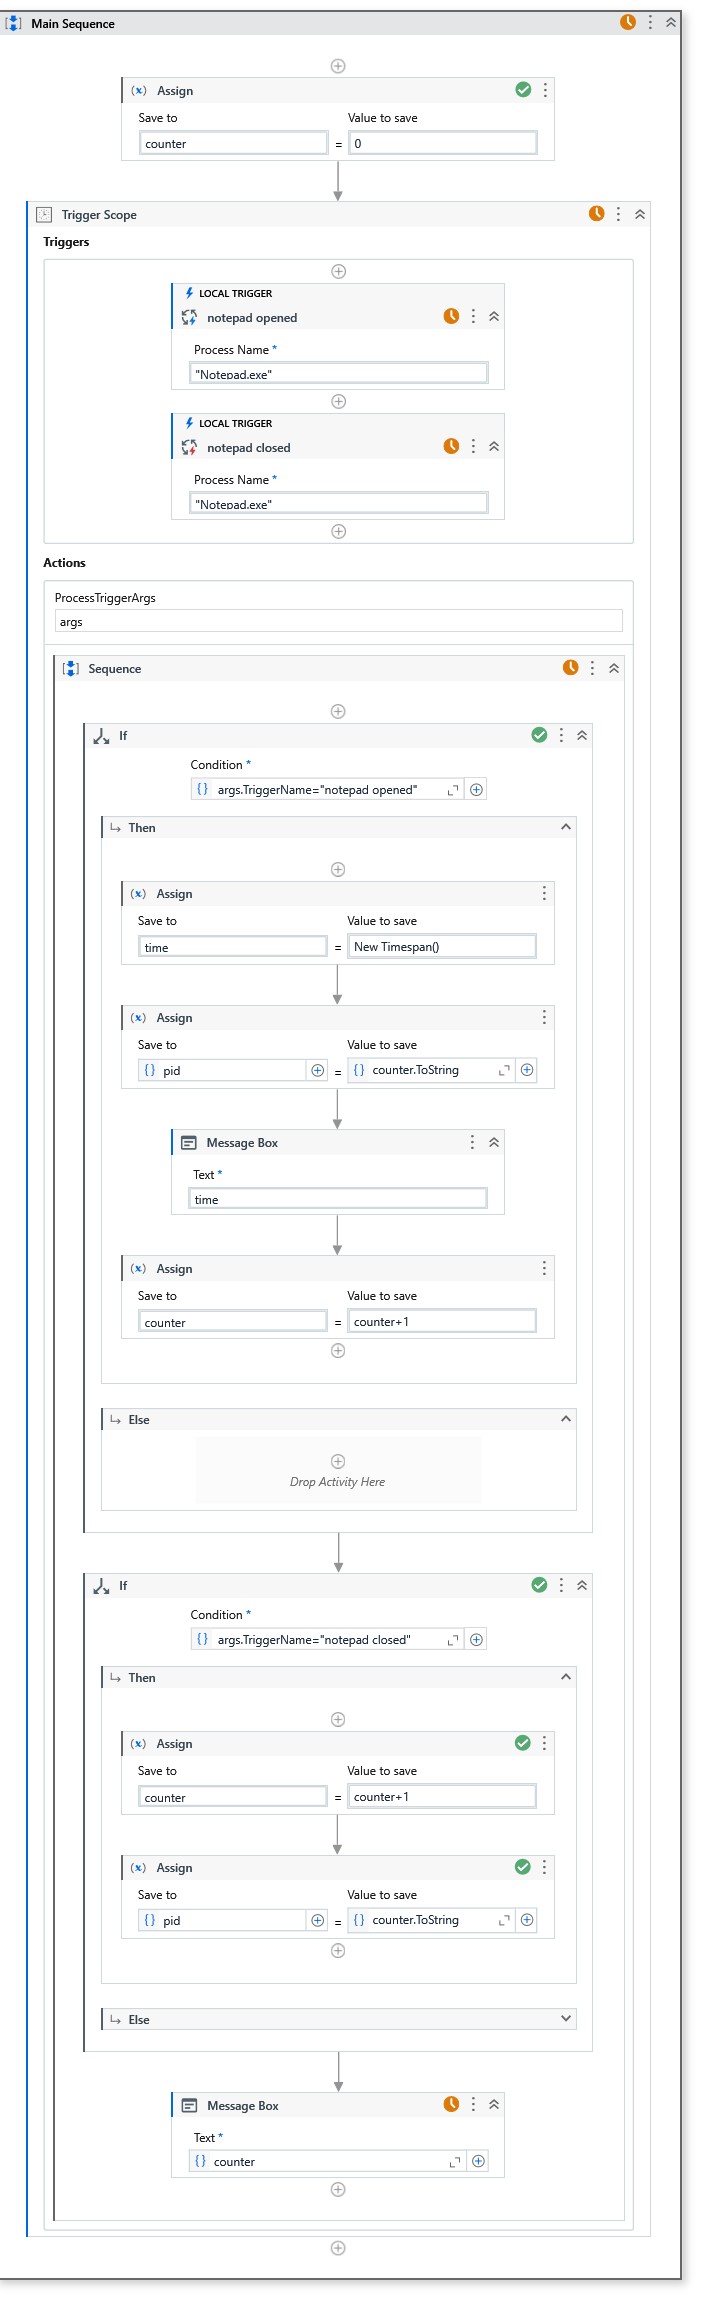 Main Sequence
(x) Assign
Save to Value to save
counter = 0
Trigger Scope
Triggers
LOCAL TRIGGER
notepad opened
Process Name *
"Notepad.exe"
LOCAL TRIGGER
notepad closed
Process Name *
"Notepad.exe"
Actions
ProcessTriggerArgs
args
Sequence
If
Condition *
{} args.TriggerName="notepad opened"
Then
(x) Assign
Save to Value to save
time = New Timespan()
(x) Assign
Save to Value to save
{} pid = {} counter.ToString
Message Box
Text *
time
(x) Assign
Save to Value to save
counter = counter+1
Else
Drop Activity Here
If
Condition *
{} args.TriggerName="notepad closed"
Then
(x) Assign
Save to Value to save
counter = counter+1
(x) Assign
Save to Value to save
{} pid = {} counter.ToString
Else
Message Box
Text *
{} counter